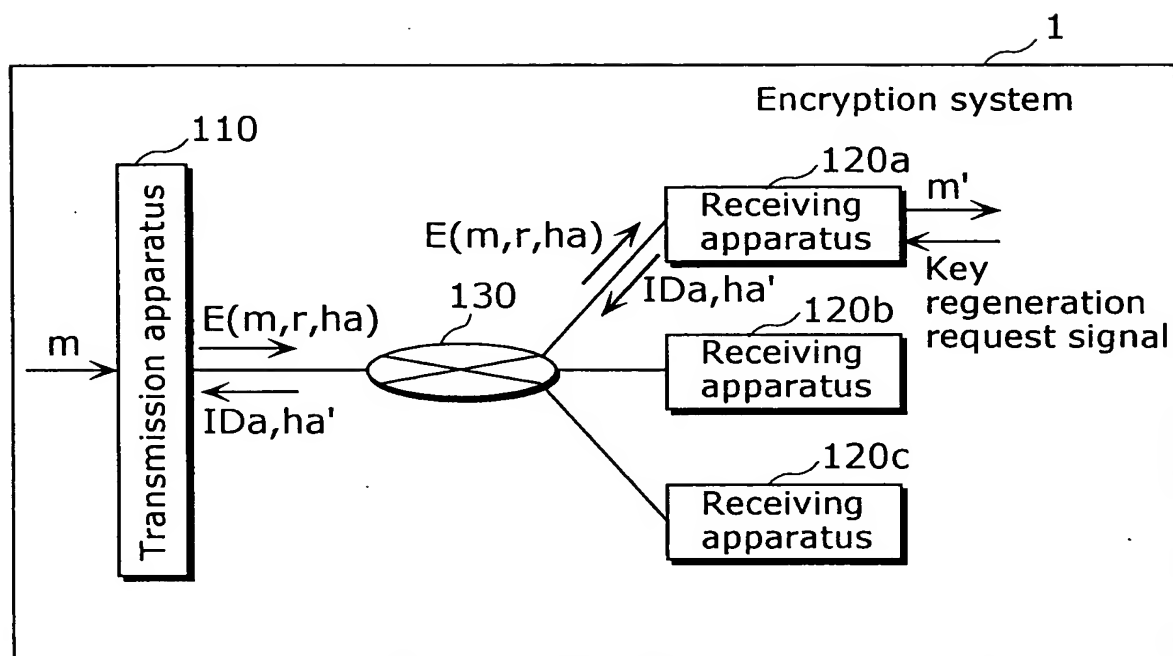 1
Encryption system
110
Transmission apparatus
m
E(m,r,ha)
IDa,ha'
130
E(m,r,ha)
IDa,ha'
120a
Receiving
apparatus
m'
Key
regeneration
request signal
120b
Receiving
apparatus
120c
Receiving
apparatus